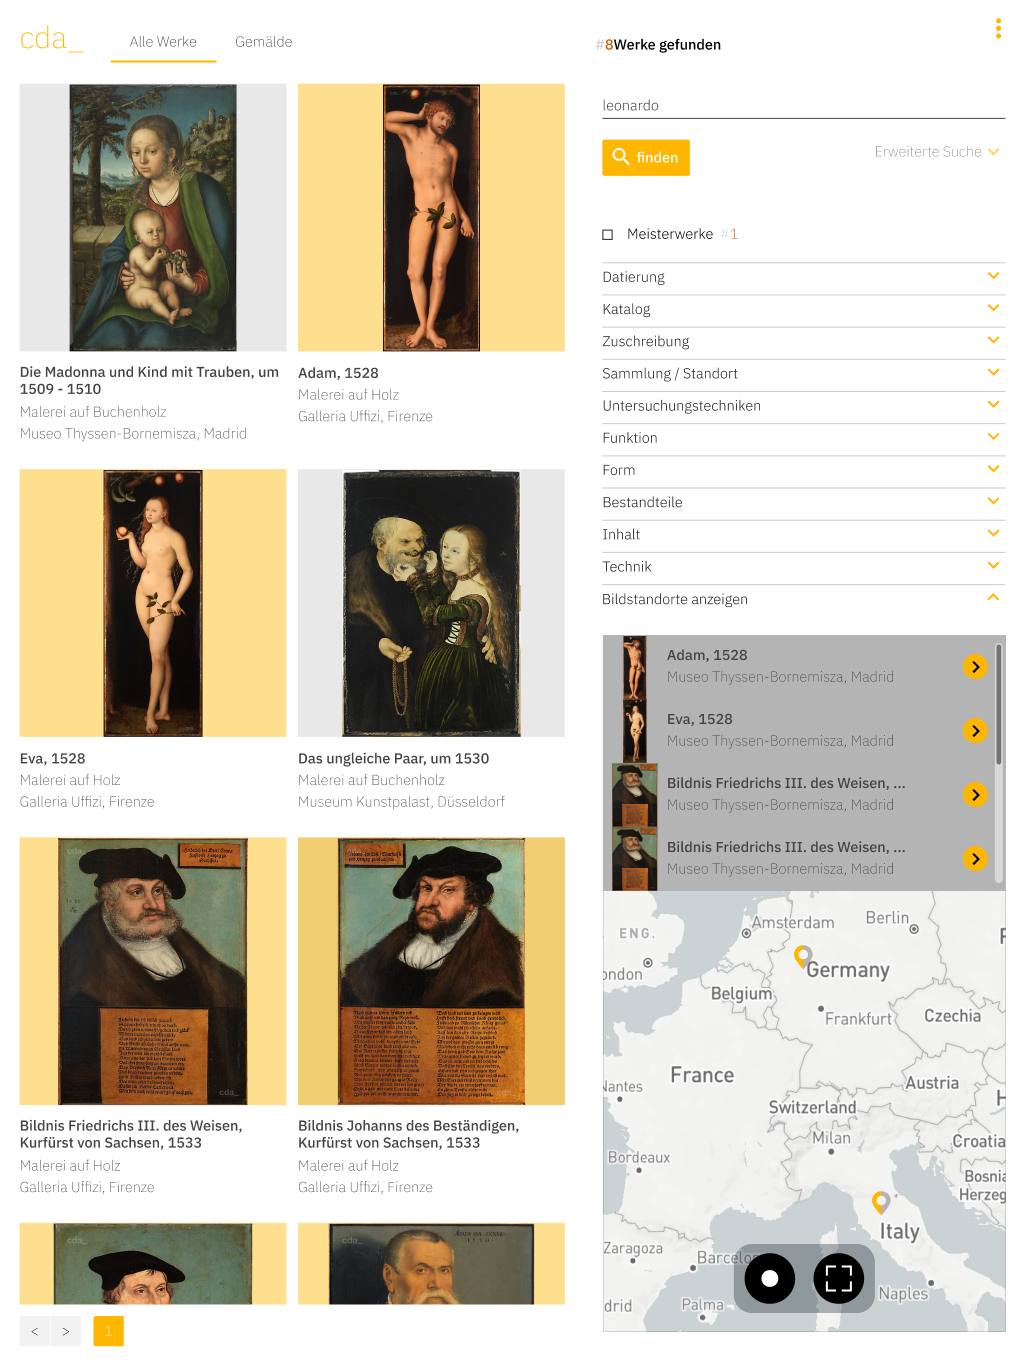 cda_
Alle Werke
Gemälde
#8Werke gefunden
leonardo
finden
Erweiterte Suche
Meisterwerke #1
Datierung
Katalog
Zuschreibung
Sammlung / Standort
Untersuchungstechniken
Funktion
Form
Bestandteile
Inhalt
Technik
Bildstandorte anzeigen
Die Madonna und Kind mit Trauben, um
1509 - 1510
Malerei auf Buchenholz
Museo Thyssen-Bornemisza, Madrid
Adam, 1528
Malerei auf Holz
Galleria Uffizi, Firenze
Eva, 1528
Malerei auf Holz
Galleria Uffizi, Firenze
Das ungleiche Paar, um 1530
Malerei auf Buchenholz
Museum Kunstpalast, Düsseldorf
cda_
Bildnis Friedrichs III. des Weisen,
Kurfürst von Sachsen, 1533
Malerei auf Holz
Galleria Uffizi, Firenze
Bildnis Johanns des Beständigen,
Kurfürst von Sachsen, 1533
Malerei auf Holz
Galleria Uffizi, Firenze
cda_
cda_
< > 1
Adam, 1528
Museo Thyssen-Bornemisza, Madrid
Eva, 1528
Museo Thyssen-Bornemisza, Madrid
Bildnis Friedrichs III. des Weisen, ...
Museo Thyssen-Bornemisza, Madrid
Bildnis Friedrichs III. des Weisen, ...
Museo Thyssen-Bornemisza, Madrid
Amsterdam
Berlin
ENG.
ondon
Germany
Belgium
Frankfurt
Czechia
France
Nantes
Austria
Switzerland
Milan
Croatia
Bordeaux
Bosnia
Herzeg
Italy
Zaragoza
Barcelo
Naples
drid
Palma